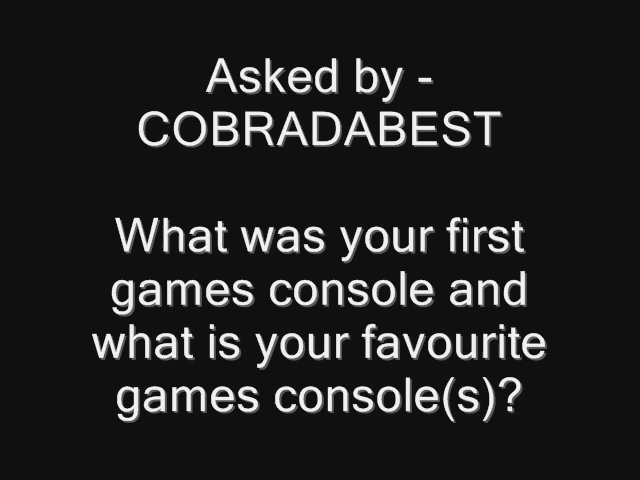 Asked by -
COBRADABEST
What was your first
games console and
what is your favourite
games console(s)?